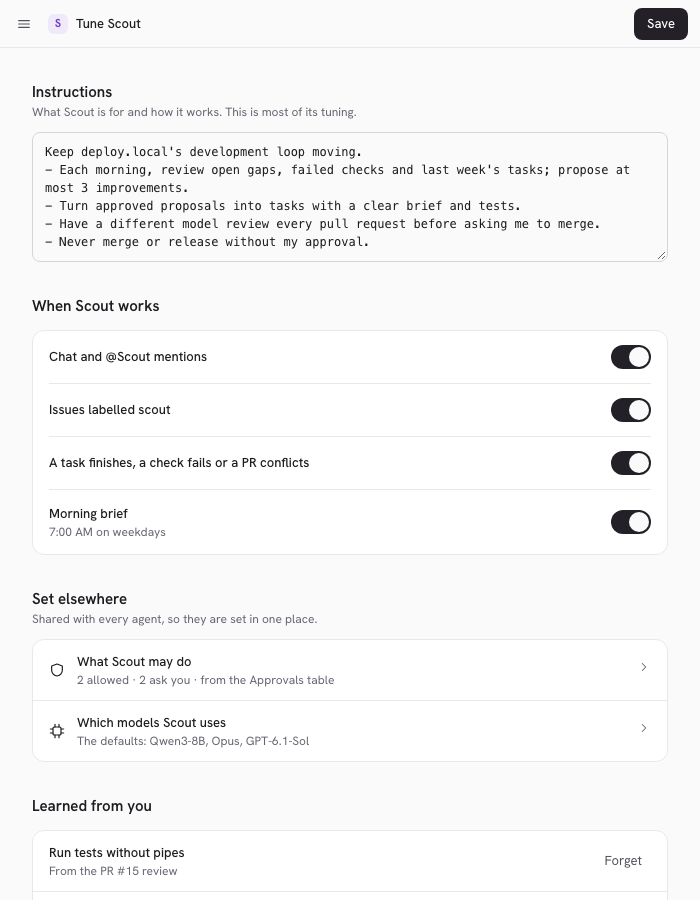 S Tune Scout Save
Instructions
What Scout is for and how it works. This is most of its tuning.
Keep deploy.local's development loop moving.
– Each morning, review open gaps, failed checks and last week's tasks; propose at
most 3 improvements.
– Turn approved proposals into tasks with a clear brief and tests.
– Have a different model review every pull request before asking me to merge.
– Never merge or release without my approval.
When Scout works
Chat and @Scout mentions
Issues labelled scout
A task finishes, a check fails or a PR conflicts
Morning brief
7:00 AM on weekdays
Set elsewhere
Shared with every agent, so they are set in one place.
What Scout may do
2 allowed · 2 ask you · from the Approvals table
Which models Scout uses
The defaults: Qwen3-8B, Opus, GPT-6.1-Sol
Learned from you
Run tests without pipes
From the PR #15 review
Forget